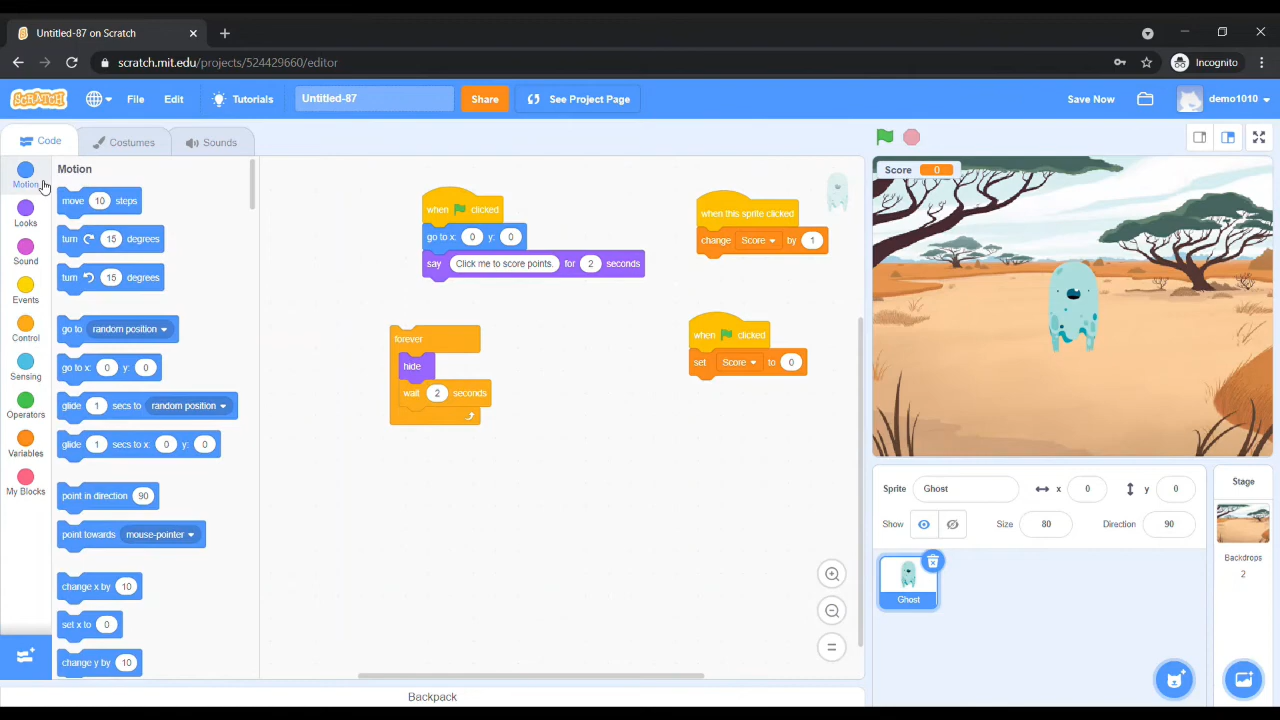 Untitled-87 on Scratch
scratch.mit.edu/projects/524429660/editor
Incognito
SCRATCH
File
Edit
Tutorials
Untitled-87
Share
See Project Page
Save Now
demo1010
Code
Costumes
Sounds
Motion
Looks
Sound
Events
Control
Sensing
Operators
Variables
My Blocks
Motion
move 10 steps
turn 15 degrees
turn 15 degrees
go to random position
go to x: 0 y: 0
glide 1 secs to random position
glide 1 secs to x: 0 y: 0
point in direction 90
point towards mouse-pointer
change x by 10
set x to 0
change y by 10
when clicked
go to x: 0 y: 0
say Click me to score points. for 2 seconds
forever
hide
wait 2 seconds
when this sprite clicked
change Score by 1
when clicked
set Score to 0
Score 0
Sprite Ghost x 0 y 0
Show Size 80 Direction 90
Ghost
Stage
Backdrops
2
Backpack